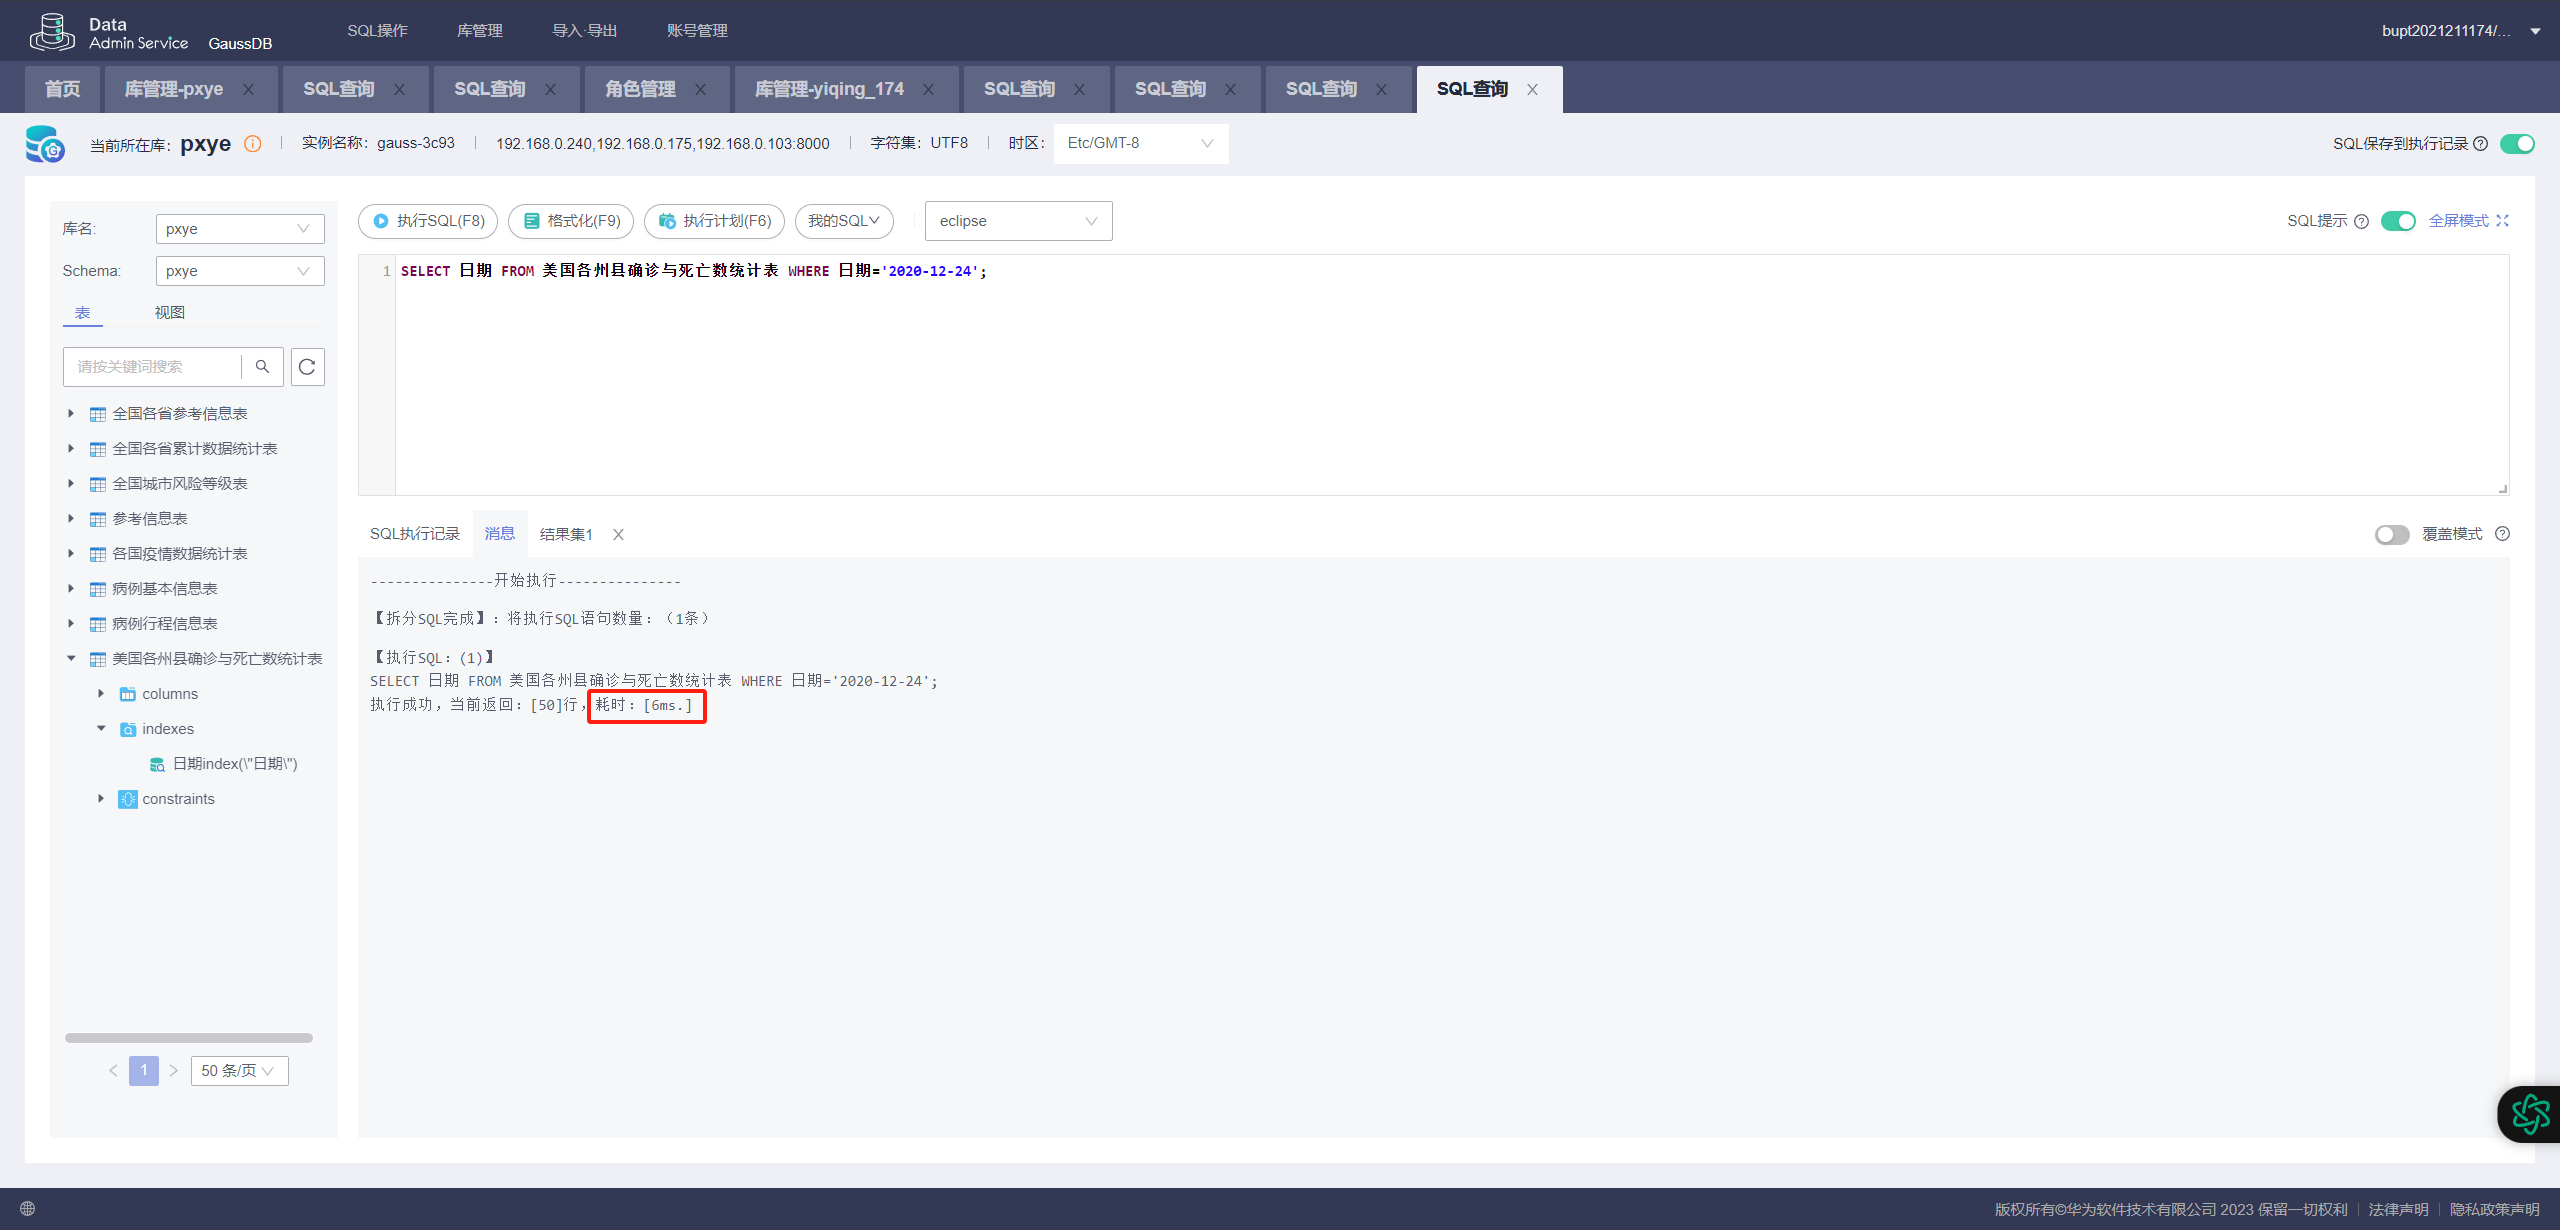 Data
Admin Service GaussDB
SQL操作 库管理 导入·导出 账号管理
bupt2021211174/...
首页 库管理-pxye SQL查询 SQL查询 角色管理 库管理-yiqing_174 SQL查询 SQL查询 SQL查询 SQL查询
当前所在库: pxye 实例名称: gauss-3c93 192.168.0.240,192.168.0.175,192.168.0.103:8000 字符集: UTF8 时区: Etc/GMT-8
SQL保存到执行记录
库名: pxye
Schema: pxye
表 视图
请按关键词搜索
全国各省参考信息表
全国各省累计数据统计表
全国城市风险等级表
参考信息表
各国疫情数据统计表
病例基本信息表
病例行程信息表
美国各州县确诊与死亡数统计表
columns
indexes
日期index(\"日期\")
constraints
1 50 条/页
执行SQL(F8) 格式化(F9) 执行计划(F6) 我的SQL eclipse
SQL提示 全屏模式
1 SELECT 日期 FROM 美国各州县确诊与死亡数统计表 WHERE 日期='2020-12-24';
SQL执行记录 消息 结果集1
覆盖模式
---------------开始执行---------------
【拆分SQL完成】：将执行SQL语句数量：（1条）
【执行SQL：(1)】
SELECT 日期 FROM 美国各州县确诊与死亡数统计表 WHERE 日期='2020-12-24';
执行成功，当前返回：[50]行，耗时：[6ms.]
版权所有©华为软件技术有限公司 2023 保留一切权利 法律声明 隐私政策声明